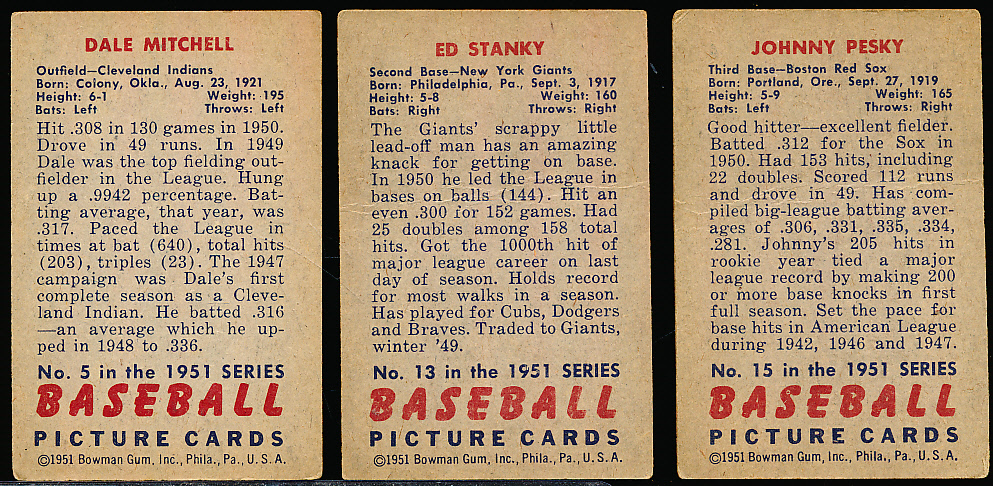 DALE MITCHELL
Outfield—Cleveland Indians
Born: Colony, Okla., Aug. 23, 1921
Height: 6-1 Weight: 195
Bats: Left Throws: Left
Hit .308 in 130 games in 1950.
Drove in 49 runs. In 1949
Dale was the top fielding out-
fielder in the League. Hung
up a .9942 percentage. Bat-
ting average, that year, was
.317. Paced the League in
times at bat (640), total hits
(203), triples (23). The 1947
campaign was Dale's first
complete season as a Cleve-
land Indian. He batted .316
—an average which he up-
ped in 1948 to .336.
No. 5 in the 1951 SERIES
BASEBALL
PICTURE CARDS
©1951 Bowman Gum, Inc., Phila., Pa., U.S.A.
ED STANKY
Second Base—New York Giants
Born: Philadelphia, Pa., Sept. 3, 1917
Height: 5-8 Weight: 160
Bats: Right Throws: Right
The Giants' scrappy little
lead-off man has an amazing
knack for getting on base.
In 1950 he led the League in
bases on balls (144). Hit an
even .300 for 152 games. Had
25 doubles among 158 total
hits. Got the 1000th hit of
major league career on last
day of season. Holds record
for most walks in a season.
Has played for Cubs, Dodgers
and Braves. Traded to Giants,
winter '49.
No. 13 in the 1951 SERIES
BASEBALL
PICTURE CARDS
©1951 Bowman Gum, Inc., Phila., Pa., U.S.A.
JOHNNY PESKY
Third Base—Boston Red Sox
Born: Portland, Ore., Sept. 27, 1919
Height: 5-9 Weight: 165
Bats: Left Throws: Right
Good hitter—excellent fielder.
Batted .312 for the Sox in
1950. Had 153 hits, including
22 doubles. Scored 112 runs
and drove in 49. Has com-
piled big-league batting aver-
ages of .306, .331, .335, .334,
.281. Johnny's 205 hits in
rookie year tied a major
league record by making 200
or more base knocks in first
full season. Set the pace for
base hits in American League
during 1942, 1946 and 1947.
No. 15 in the 1951 SERIES
BASEBALL
PICTURE CARDS
©1951 Bowman Gum, Inc., Phila., Pa., U.S.A.